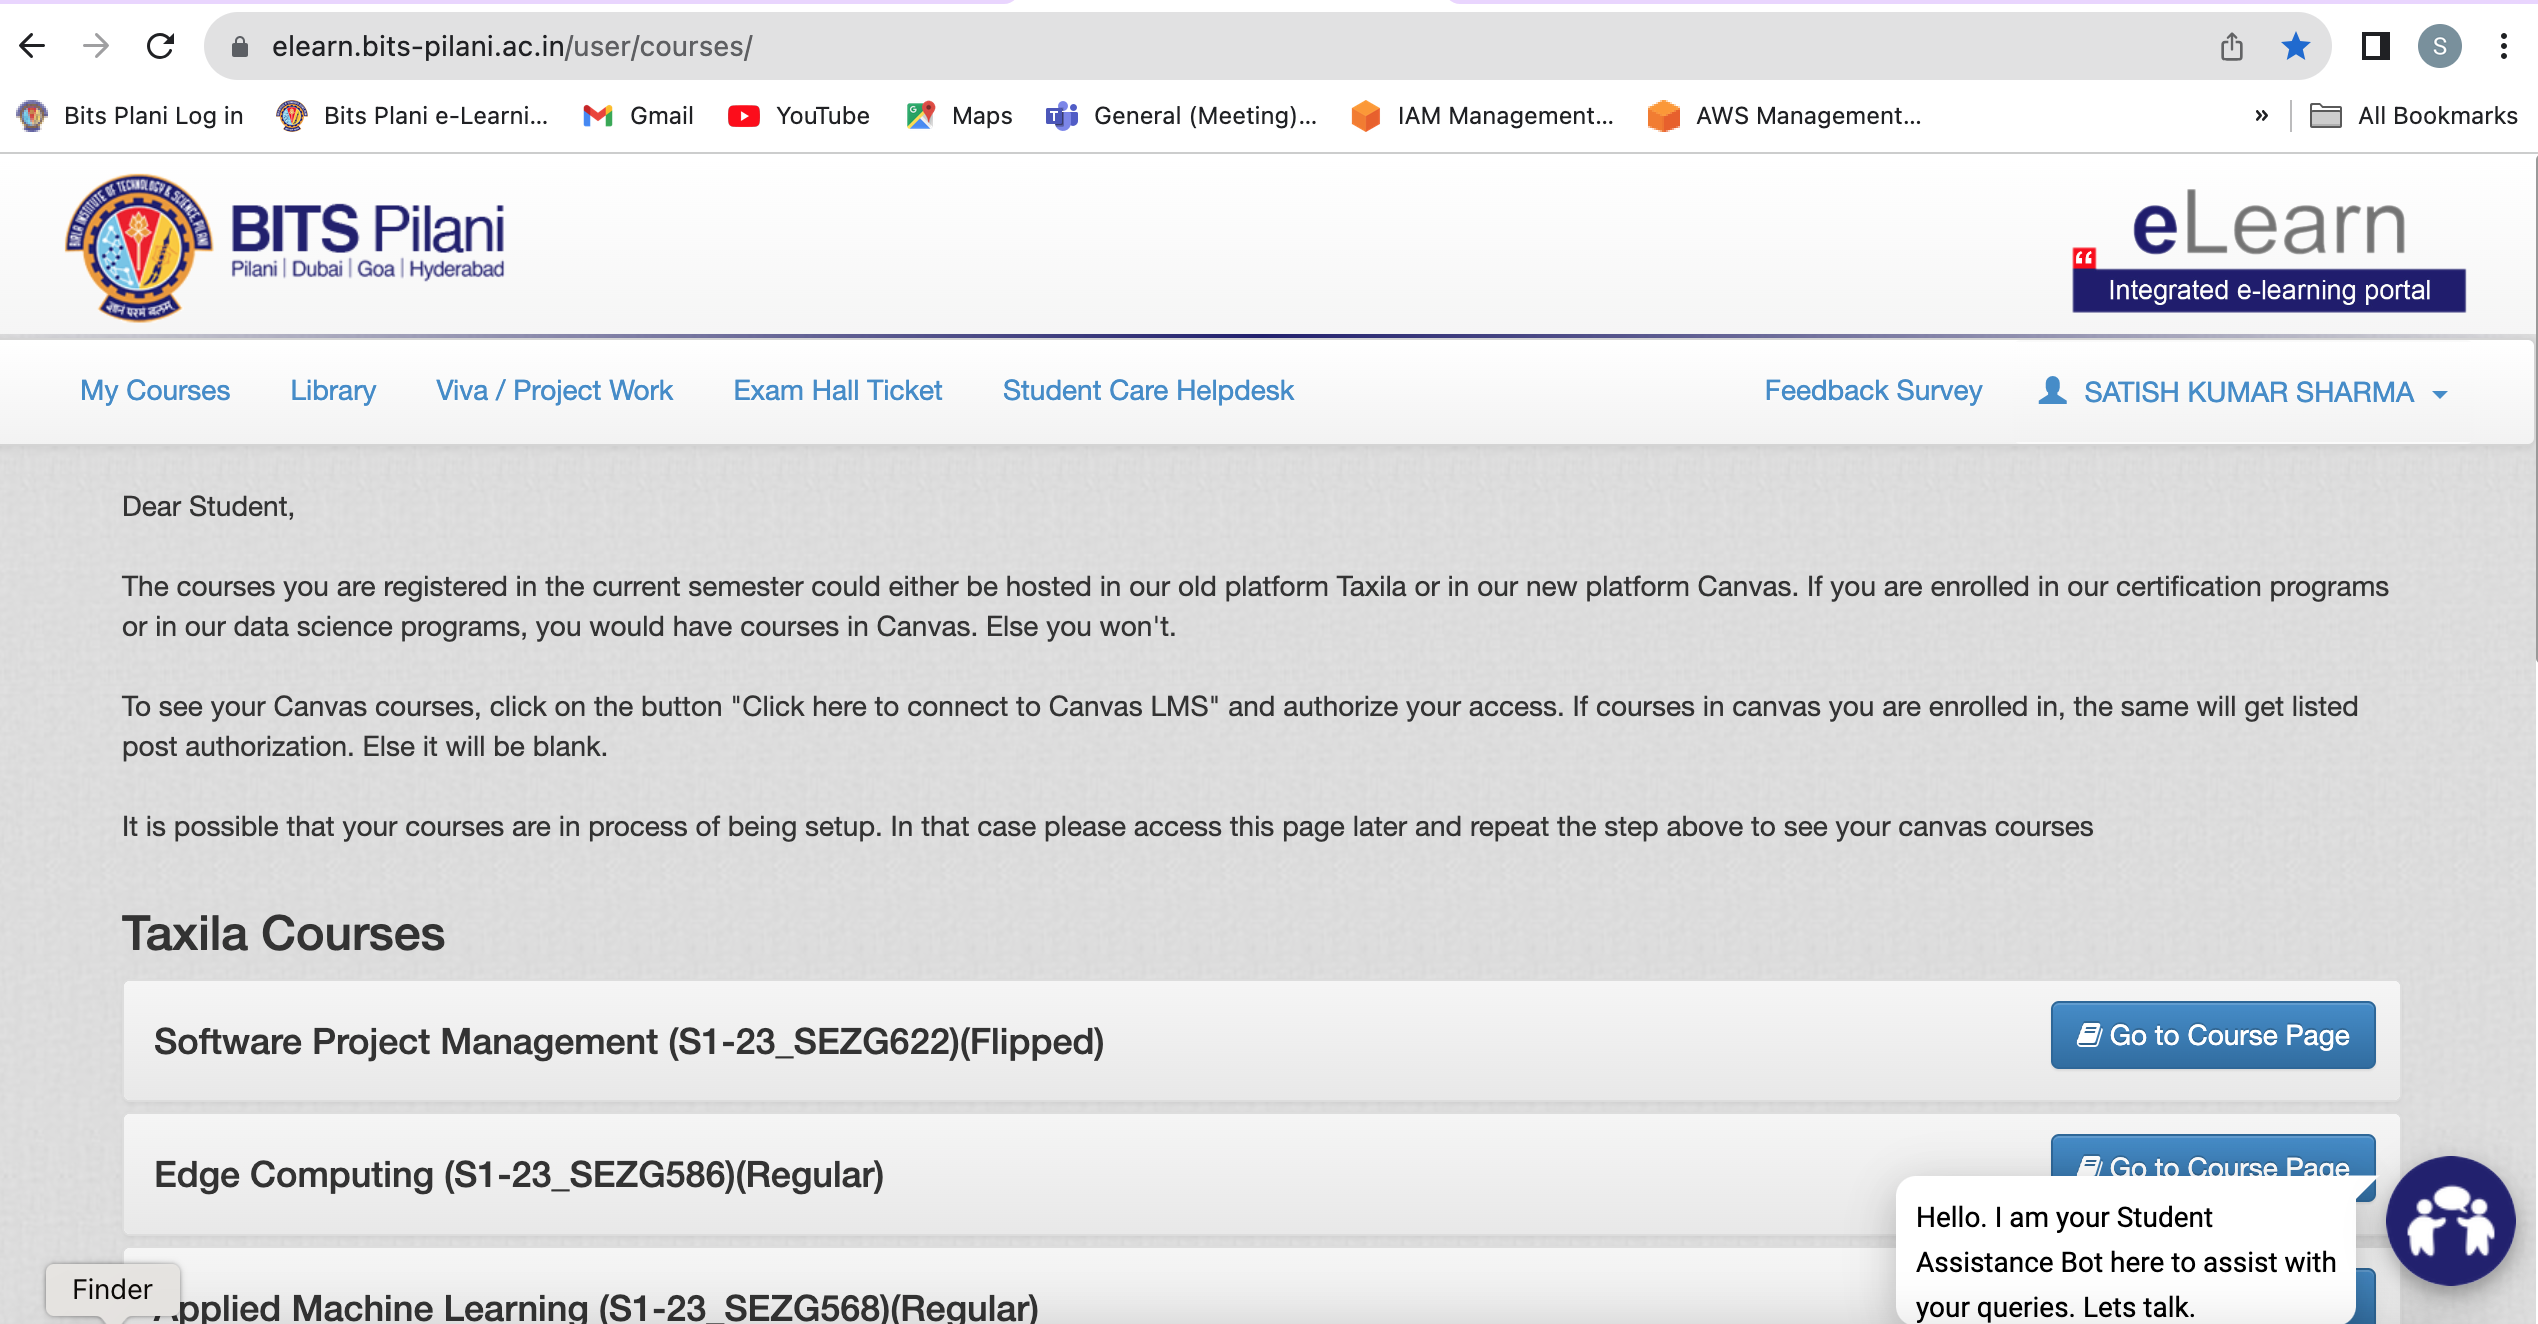 elearn.bits-pilani.ac.in/user/courses/
S
Bits Plani Log in
Bits Plani e-Learni...
Gmail
YouTube
Maps
General (Meeting)...
IAM Management...
AWS Management...
»
All Bookmarks
BIRLA INSTITUTE OF TECHNOLOGY & SCIENCE PILANI
ज्ञानं परमं बलम्
BITS Pilani
Pilani | Dubai | Goa | Hyderabad
eLearn
Integrated e-learning portal
My Courses
Library
Viva / Project Work
Exam Hall Ticket
Student Care Helpdesk
Feedback Survey
SATISH KUMAR SHARMA
Dear Student,
The courses you are registered in the current semester could either be hosted in our old platform Taxila or in our new platform Canvas. If you are enrolled in our certification programs
or in our data science programs, you would have courses in Canvas. Else you won't.
To see your Canvas courses, click on the button "Click here to connect to Canvas LMS" and authorize your access. If courses in canvas you are enrolled in, the same will get listed
post authorization. Else it will be blank.
It is possible that your courses are in process of being setup. In that case please access this page later and repeat the step above to see your canvas courses
Taxila Courses
Software Project Management (S1-23_SEZG622)(Flipped)
Go to Course Page
Edge Computing (S1-23_SEZG586)(Regular)
Go to Course Page
Applied Machine Learning (S1-23_SEZG568)(Regular)
Hello. I am your Student
Assistance Bot here to assist with
your queries. Lets talk.
Finder